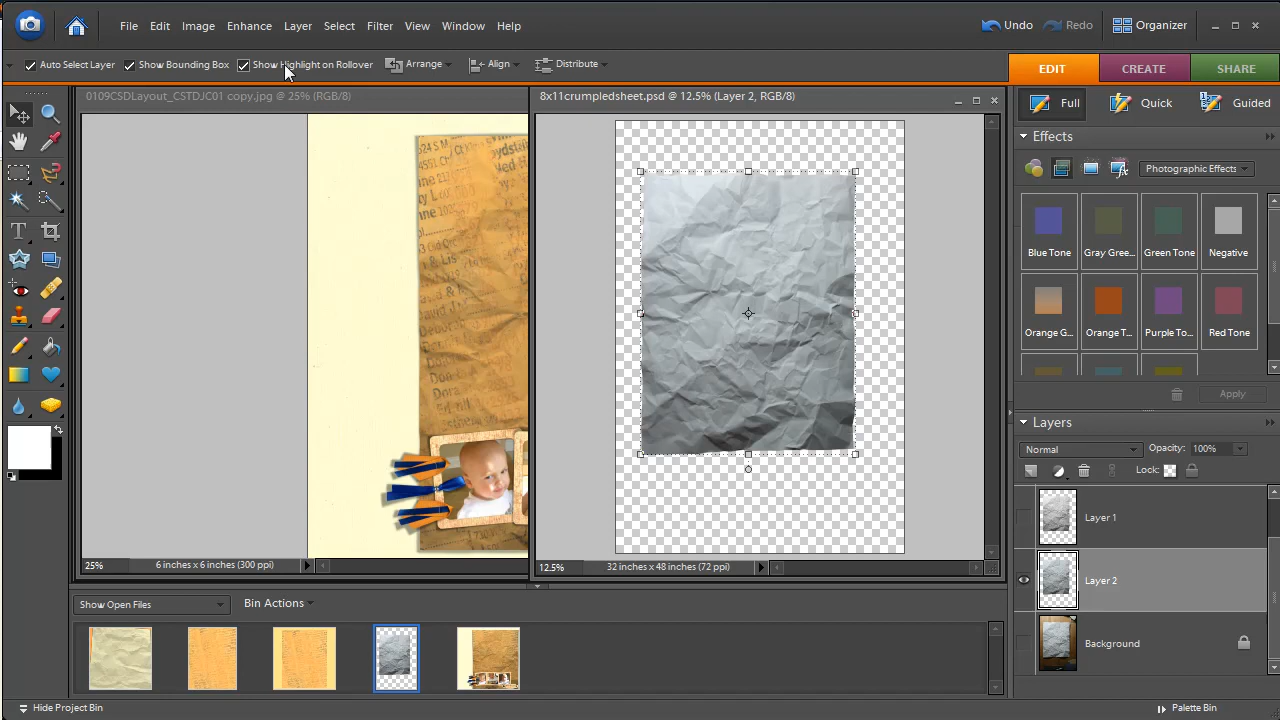 File Edit Image Enhance Layer Select Filter View Window Help Undo Redo Organizer
Auto Select Layer Show Bounding Box Show Highlight on Rollover Arrange Align Distribute EDIT CREATE SHARE
0109CSDLayout_CSTDJC01 copy.jpg @ 25% (RGB/8)
8x11crumpledsheet.psd @ 12.5% (Layer 2, RGB/8)
Full Quick Guided
Effects
Photographic Effects
Blue Tone Gray Gree... Green Tone Negative
Orange G... Orange T... Purple To... Red Tone
Apply
Layers
Normal Opacity: 100%
Lock:
Layer 1
Layer 2
Background
25% 6 inches x 6 inches (300 ppi)
12.5% 32 inches x 48 inches (72 ppi)
Show Open Files Bin Actions
Hide Project Bin Palette Bin